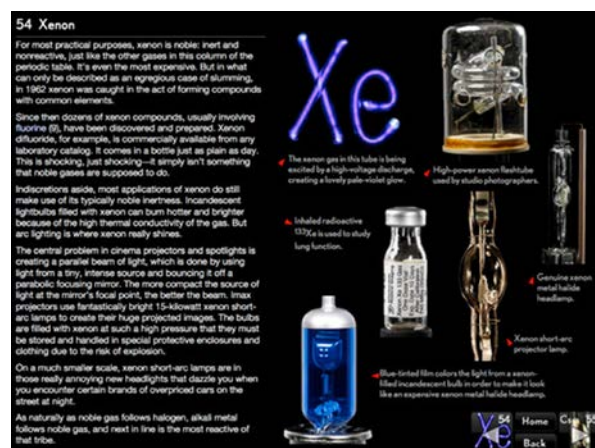 54 Xenon
For most practical purposes, xenon is noble: inert and
nonreactive, just like the other gases in this column of the
periodic table. It's even the most expensive. But in what
can only be described as an egregious case of slumming,
in 1962 xenon was caught in the act of forming compounds
with common elements.
Since then dozens of xenon compounds, usually involving
fluorine (9), have been discovered and prepared. Xenon
difluoride, for example, is commercially available from any
laboratory catalog. It comes in a bottle just as plain as day.
This is shocking, just shocking—it simply isn't something
that noble gases are supposed to do.
Indiscretions aside, most applications of xenon do still
make use of its typically noble inertness. Incandescent
lightbulbs filled with xenon can burn hotter and brighter
because of the high thermal conductivity of the gas. But
arc lighting is where xenon really shines.
The central problem in cinema projectors and spotlights is
creating a parallel beam of light, which is done by using
light from a tiny, intense source and bouncing it off a
parabolic focusing mirror. The more compact the source of
light at the mirror's focal point, the better the beam. Imax
projectors use fantastically bright 15-kilowatt xenon short-
arc lamps to create their huge projected images. The bulbs
are filled with xenon at such a high pressure that they must
be stored and handled in special protective enclosures and
clothing due to the risk of explosion.
On a much smaller scale, xenon short-arc lamps are in
those really annoying new headlights that dazzle you when
you encounter certain brands of overpriced cars on the
street at night.
As naturally as noble gas follows halogen, alkali metal
follows noble gas, and next in line is the most reactive of
that tribe.
Xe
The xenon gas in this tube is being
excited by a high-voltage discharge,
creating a lovely pale-violet glow.
High-power xenon flashtube
used by studio photographers.
Inhaled radioactive
133Xe is used to study
lung function.
Genuine xenon
metal halide
headlamp.
Xenon short-arc
projector lamp.
Blue-tinted film colors the light from a xenon-
filled incandescent bulb in order to make it look
like an expensive xenon metal halide headlamp.
Xe
54
Home
55
Back